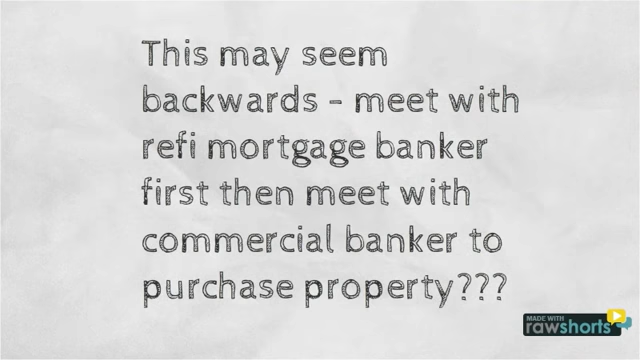 This may seem
backwards - meet with
refi mortgage banker
first then meet with
commercial banker to
purchase property???
MADE WITH
rawshorts